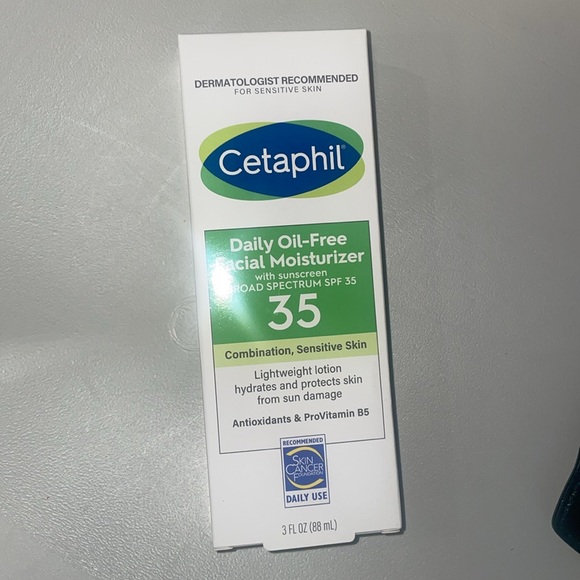 DERMATOLOGIST RECOMMENDED
FOR SENSITIVE SKIN
Cetaphil®
Daily Oil-Free
Facial Moisturizer
with sunscreen
BROAD SPECTRUM SPF 35
35
Combination, Sensitive Skin
Lightweight lotion
hydrates and protects skin
from sun damage
Antioxidants & ProVitamin B5
RECOMMENDED
SKIN
CANCER
FOUNDATION
DAILY USE
3 FL OZ (88 mL)